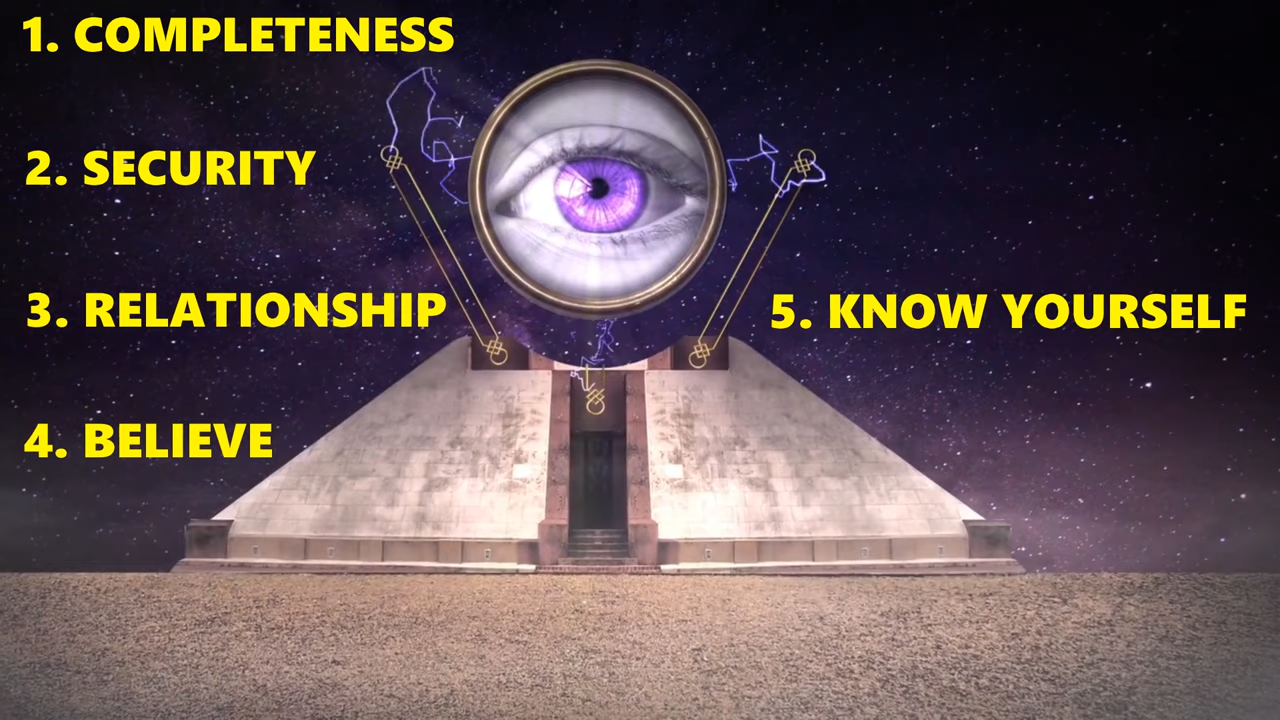 1. COMPLETENESS
2. SECURITY
3. RELATIONSHIP
4. BELIEVE
5. KNOW YOURSELF